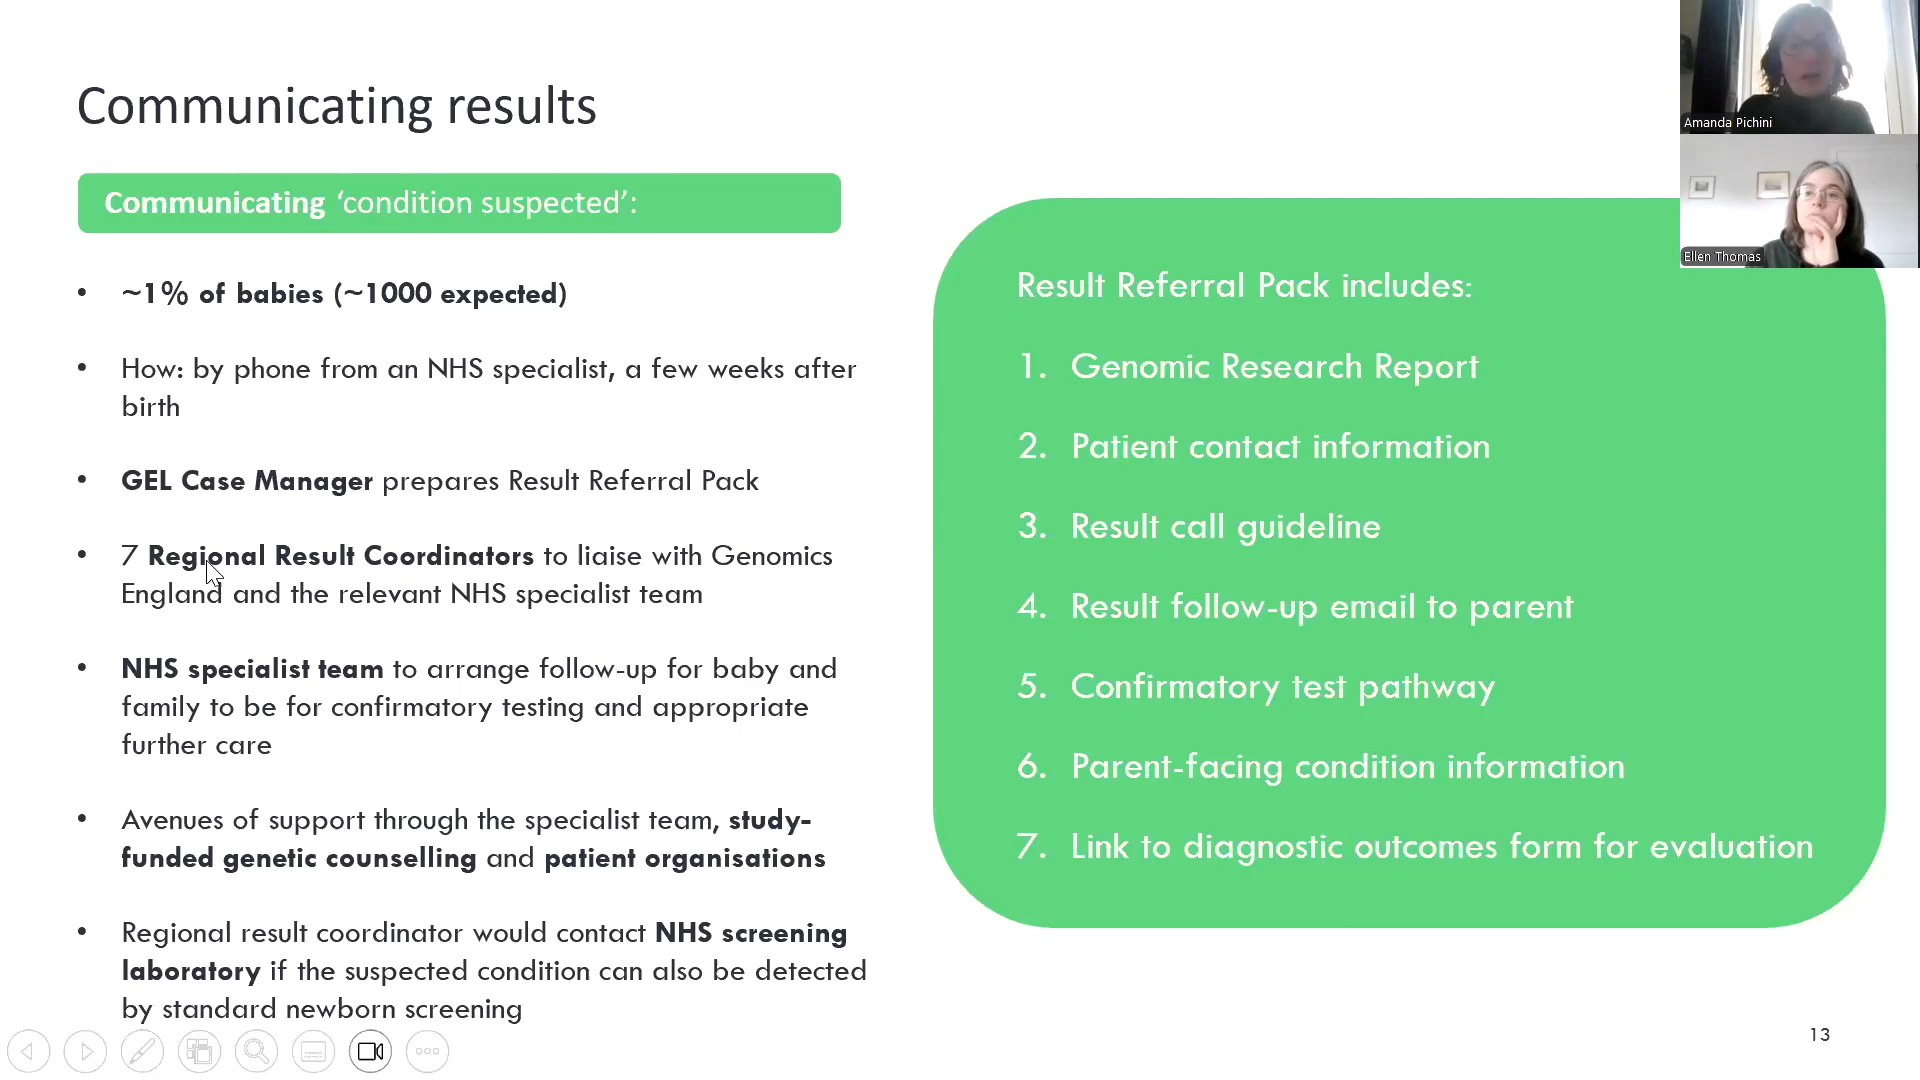 Communicating results
Communicating ‘condition suspected’:
• ~1% of babies (~1000 expected)
• How: by phone from an NHS specialist, a few weeks after
birth
• GEL Case Manager prepares Result Referral Pack
• 7 Regional Result Coordinators to liaise with Genomics
England and the relevant NHS specialist team
• NHS specialist team to arrange follow-up for baby and
family to be for confirmatory testing and appropriate
further care
• Avenues of support through the specialist team, study-
funded genetic counselling and patient organisations
• Regional result coordinator would contact NHS screening
laboratory if the suspected condition can also be detected
by standard newborn screening
Result Referral Pack includes:
1. Genomic Research Report
2. Patient contact information
3. Result call guideline
4. Result follow-up email to parent
5. Confirmatory test pathway
6. Parent-facing condition information
7. Link to diagnostic outcomes form for evaluation
Amanda Pichini
Ellen Thomas
13